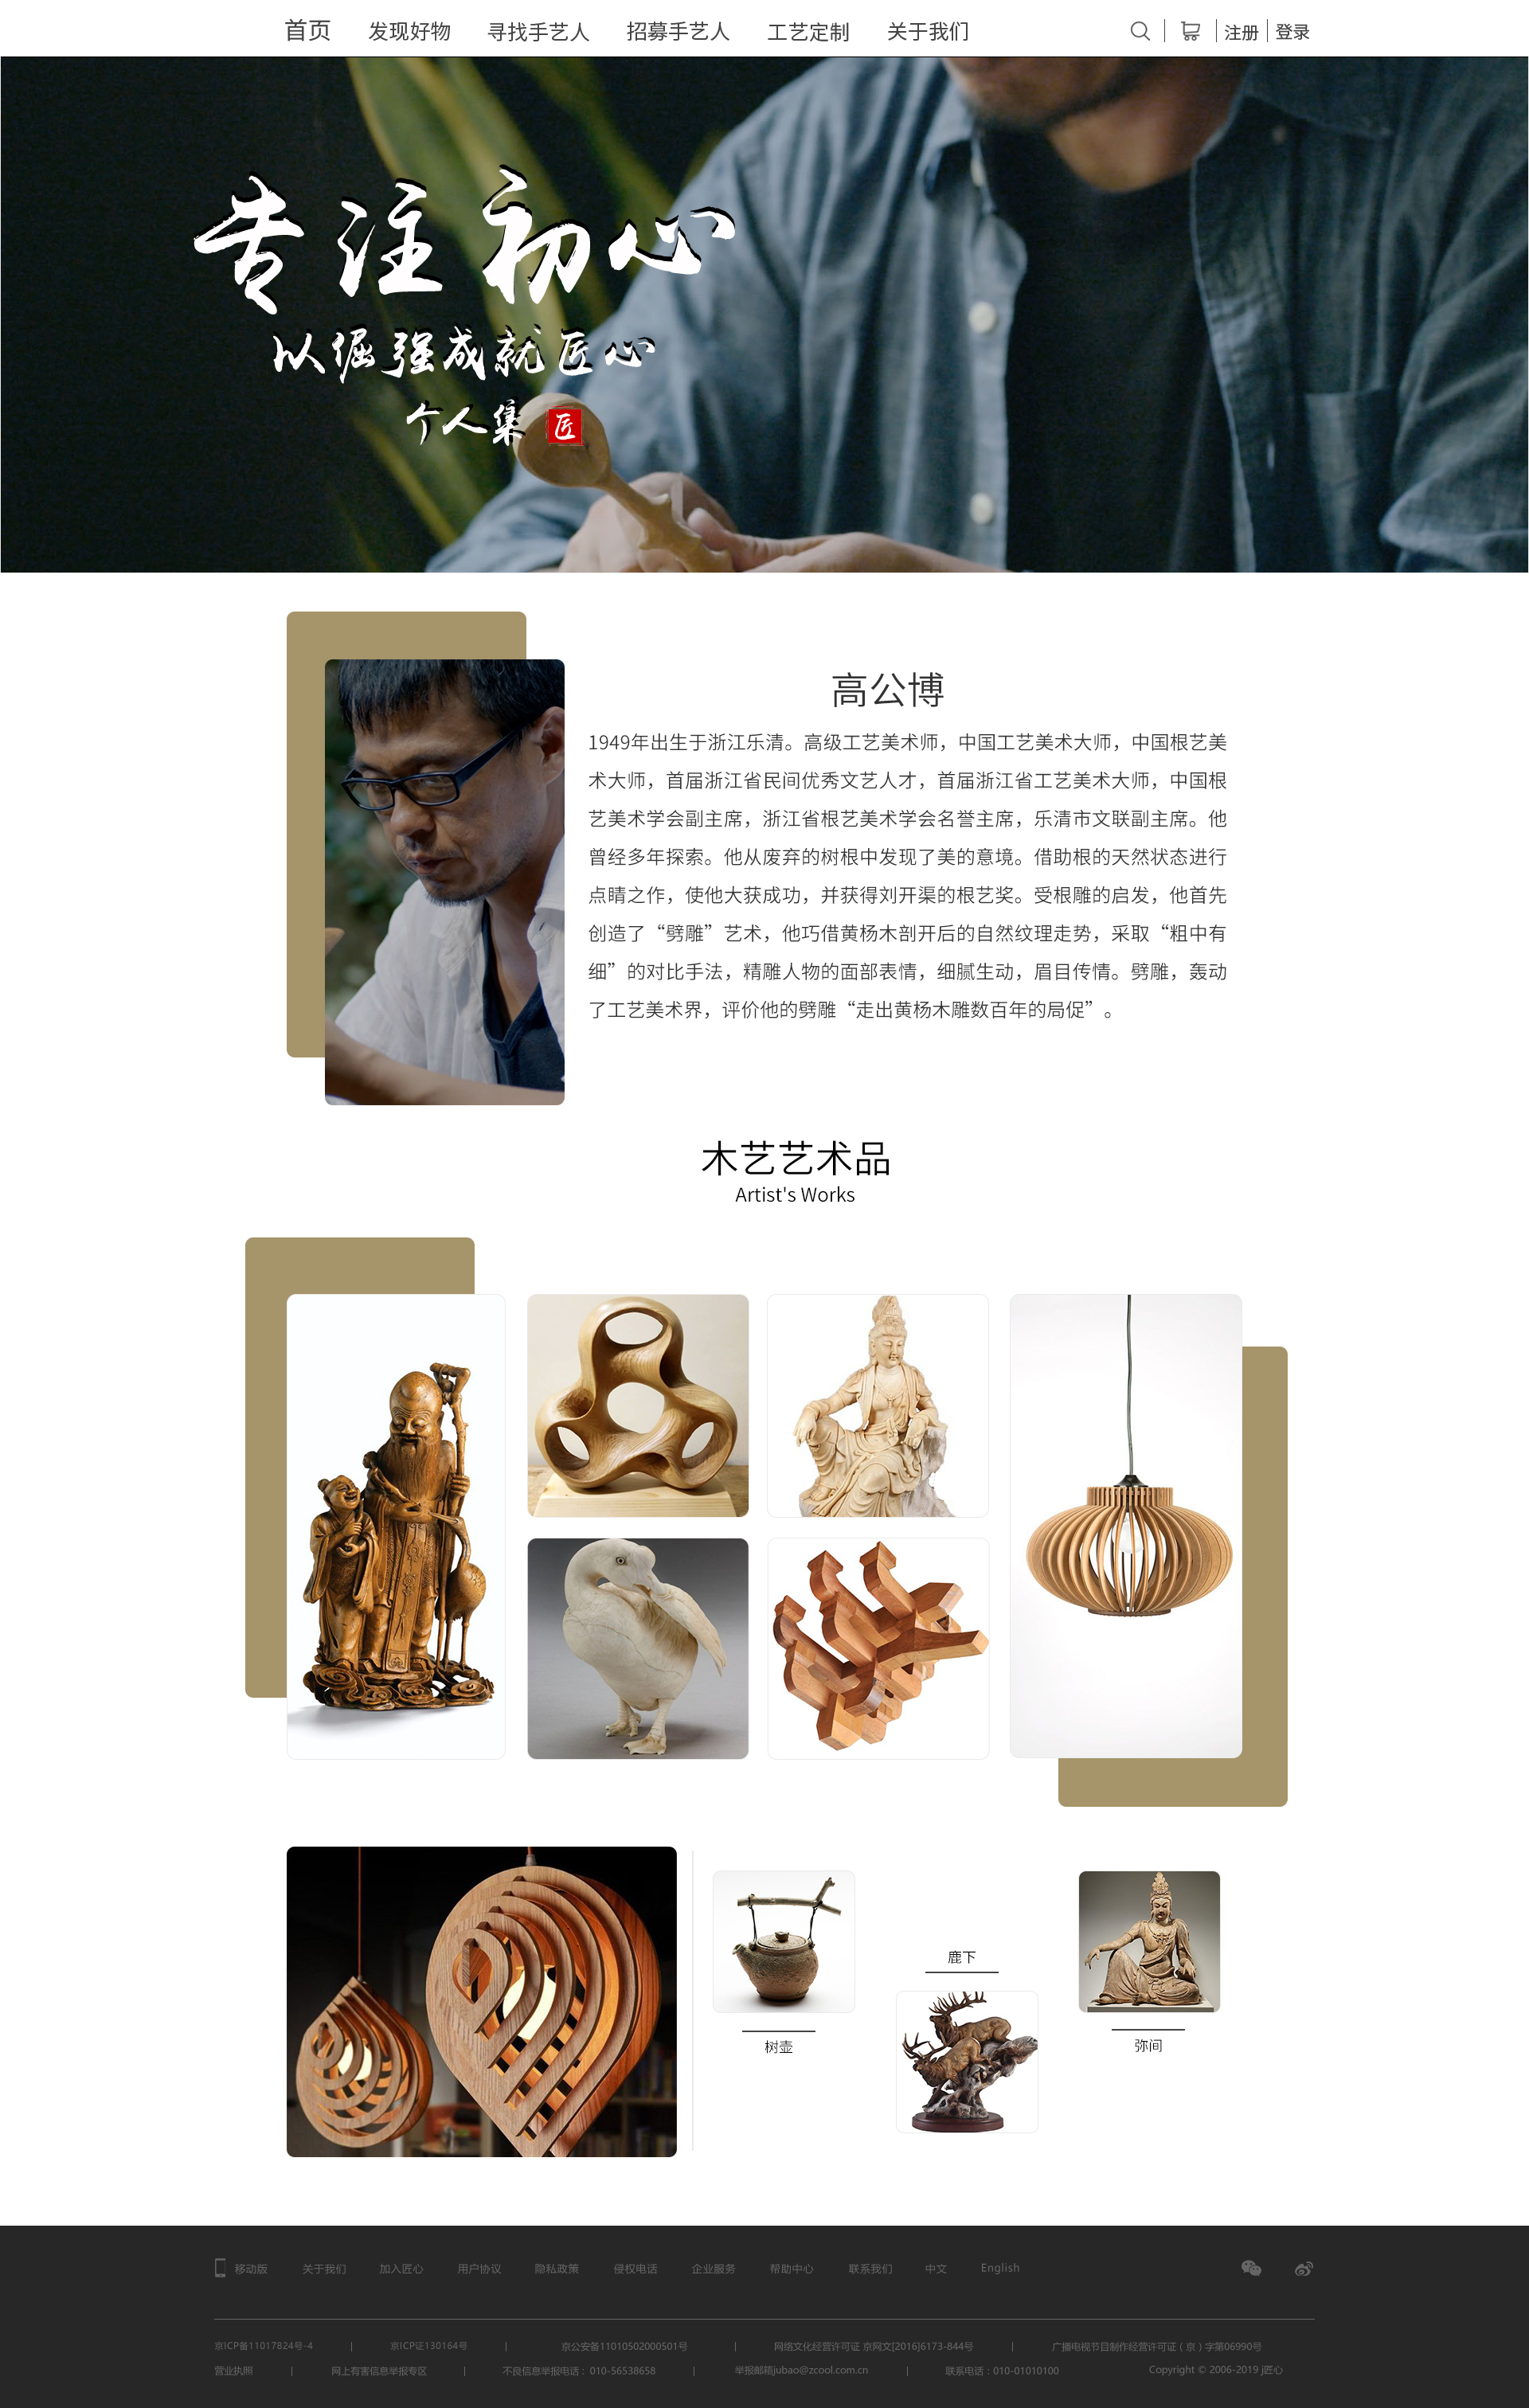 首页 发现好物 寻找手艺人 招募手艺人 工艺定制 关于我们 注册 登录
专注初心
以倔强成就匠心
个人集 匠
高公博
1949年出生于浙江乐清。高级工艺美术师，中国工艺美术大师，中国根艺美
术大师，首届浙江省民间优秀文艺人才，首届浙江省工艺美术大师，中国根
艺美术学会副主席，浙江省根艺美术学会名誉主席，乐清市文联副主席。他
曾经多年探索。他从废弃的树根中发现了美的意境。借助根的天然状态进行
点睛之作，使他大获成功，并获得刘开渠的根艺奖。受根雕的启发，他首先
创造了“劈雕”艺术，他巧借黄杨木剖开后的自然纹理走势，采取“粗中有
细”的对比手法，精雕人物的面部表情，细腻生动，眉目传情。劈雕，轰动
了工艺美术界，评价他的劈雕“走出黄杨木雕数百年的局促”。
木艺艺术品
Artist's Works
树壶
鹿下
弥间
移动版 关于我们 加入匠心 用户协议 隐私政策 侵权电话 企业服务 帮助中心 联系我们 中文 English
京ICP备11017824号-4 | 京ICP证130164号 | 京公安备11010502000501号 | 网络文化经营许可证 京网文[2016]6173-844号 | 广播电视节目制作经营许可证（京）字第06990号
营业执照 | 网上有害信息举报专区 | 不良信息举报电话：010-56538658 | 举报邮箱jubao@zcool.com.cn | 联系电话：010-01010100 Copyright © 2006-2019 j匠心